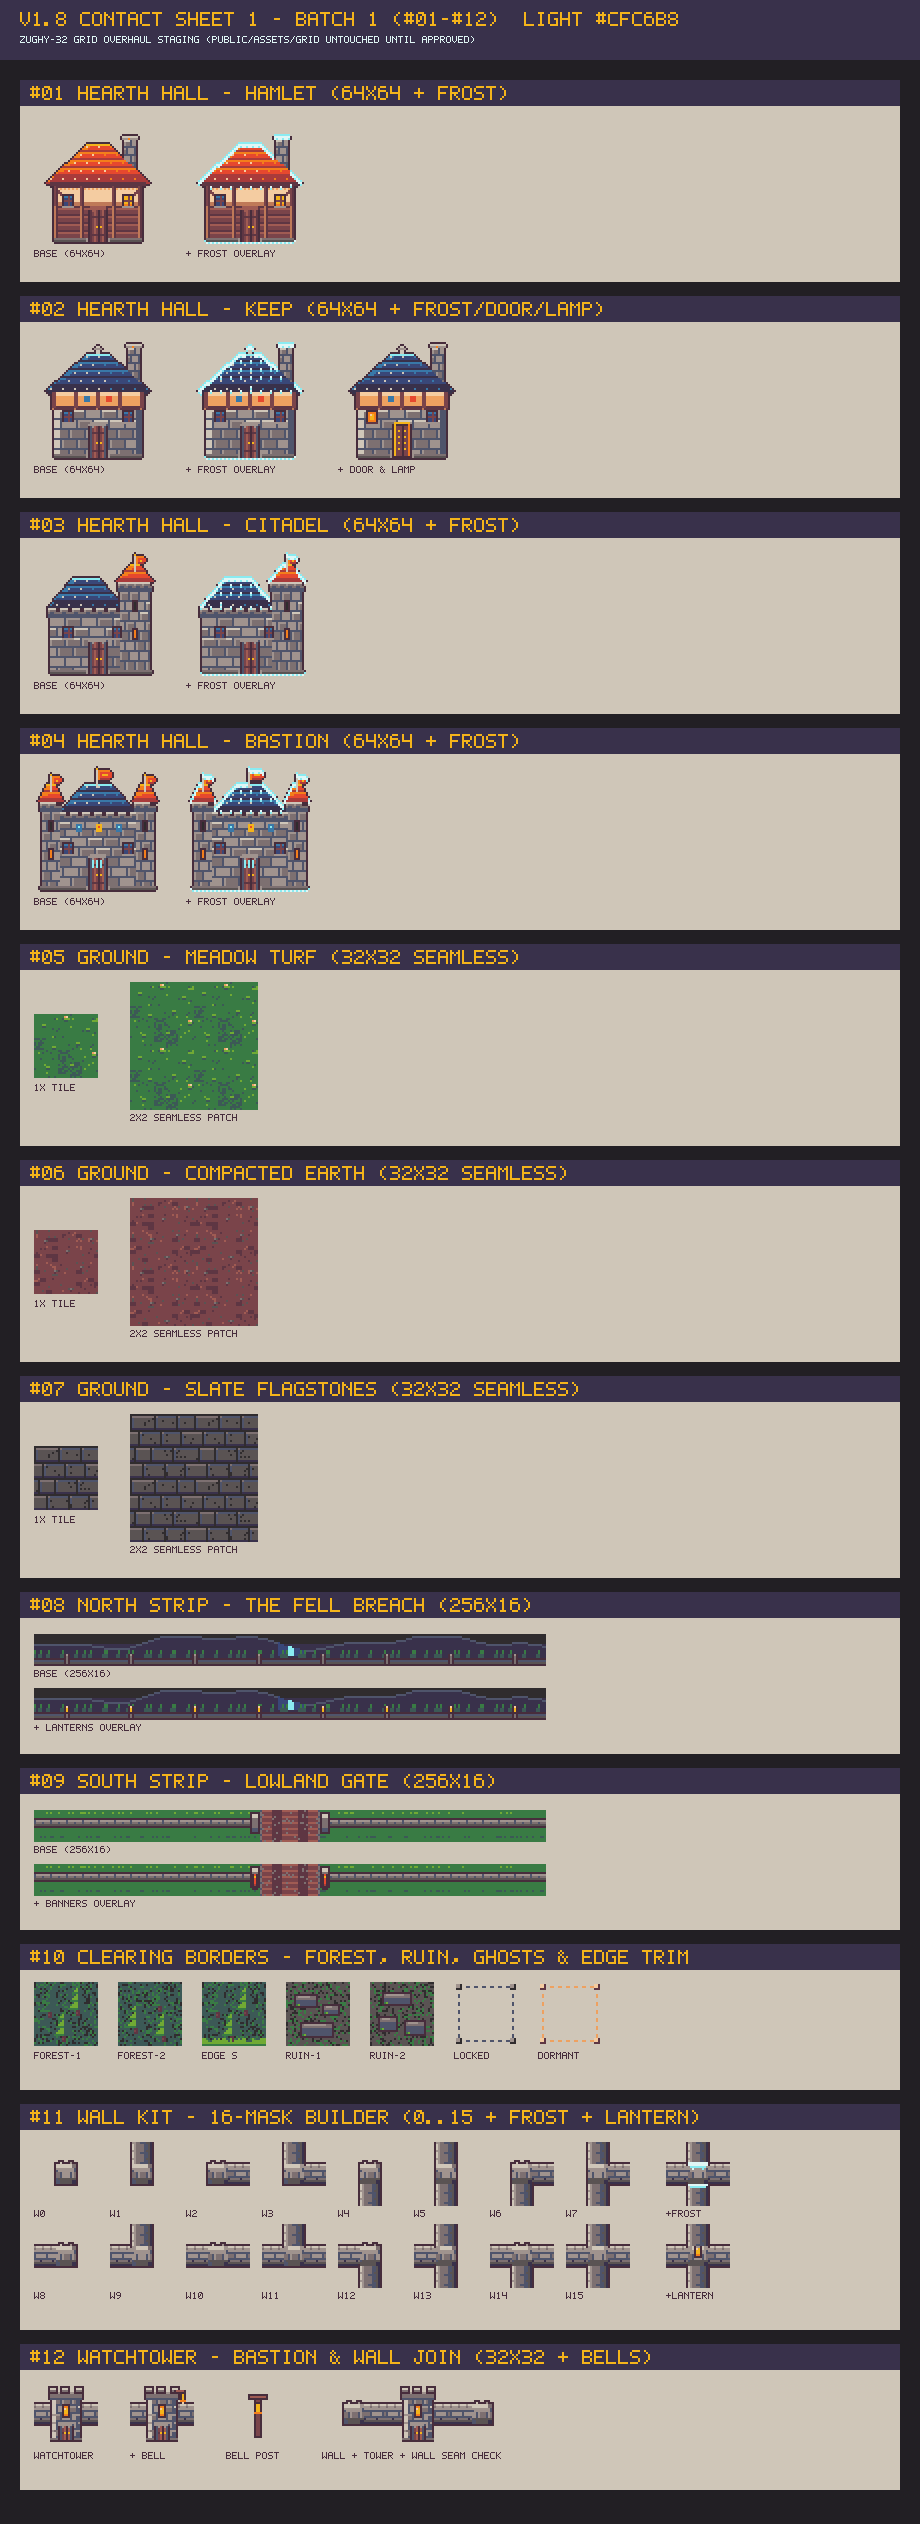 V1.8 CONTACT SHEET 1 - BATCH 1 (#01-#12)  LIGHT #CFC6B8
ZUGHY-32 GRID OVERHAUL STAGING (PUBLIC/ASSETS/GRID UNTOUCHED UNTIL APPROVED)
#01 HEARTH HALL - HAMLET (64X64 + FROST)
BASE (64X64)
+ FROST OVERLAY
#02 HEARTH HALL - KEEP (64X64 + FROST/DOOR/LAMP)
BASE (64X64)
+ FROST OVERLAY
+ DOOR & LAMP
#03 HEARTH HALL - CITADEL (64X64 + FROST)
BASE (64X64)
+ FROST OVERLAY
#04 HEARTH HALL - BASTION (64X64 + FROST)
BASE (64X64)
+ FROST OVERLAY
#05 GROUND - MEADOW TURF (32X32 SEAMLESS)
1X TILE
2X2 SEAMLESS PATCH
#06 GROUND - COMPACTED EARTH (32X32 SEAMLESS)
1X TILE
2X2 SEAMLESS PATCH
#07 GROUND - SLATE FLAGSTONES (32X32 SEAMLESS)
1X TILE
2X2 SEAMLESS PATCH
#08 NORTH STRIP - THE FELL BREACH (256X16)
BASE (256X16)
+ LANTERNS OVERLAY
#09 SOUTH STRIP - LOWLAND GATE (256X16)
BASE (256X16)
+ BANNERS OVERLAY
#10 CLEARING BORDERS - FOREST, RUIN, GHOSTS & EDGE TRIM
FOREST-1
FOREST-2
EDGE S
RUIN-1
RUIN-2
LOCKED
DORMANT
#11 WALL KIT - 16-MASK BUILDER (0..15 + FROST + LANTERN)
W0
W1
W2
W3
W4
W5
W6
W7
+FROST
W8
W9
W10
W11
W12
W13
W14
W15
+LANTERN
#12 WATCHTOWER - BASTION & WALL JOIN (32X32 + BELLS)
WATCHTOWER
+ BELL
BELL POST
WALL + TOWER + WALL SEAM CHECK